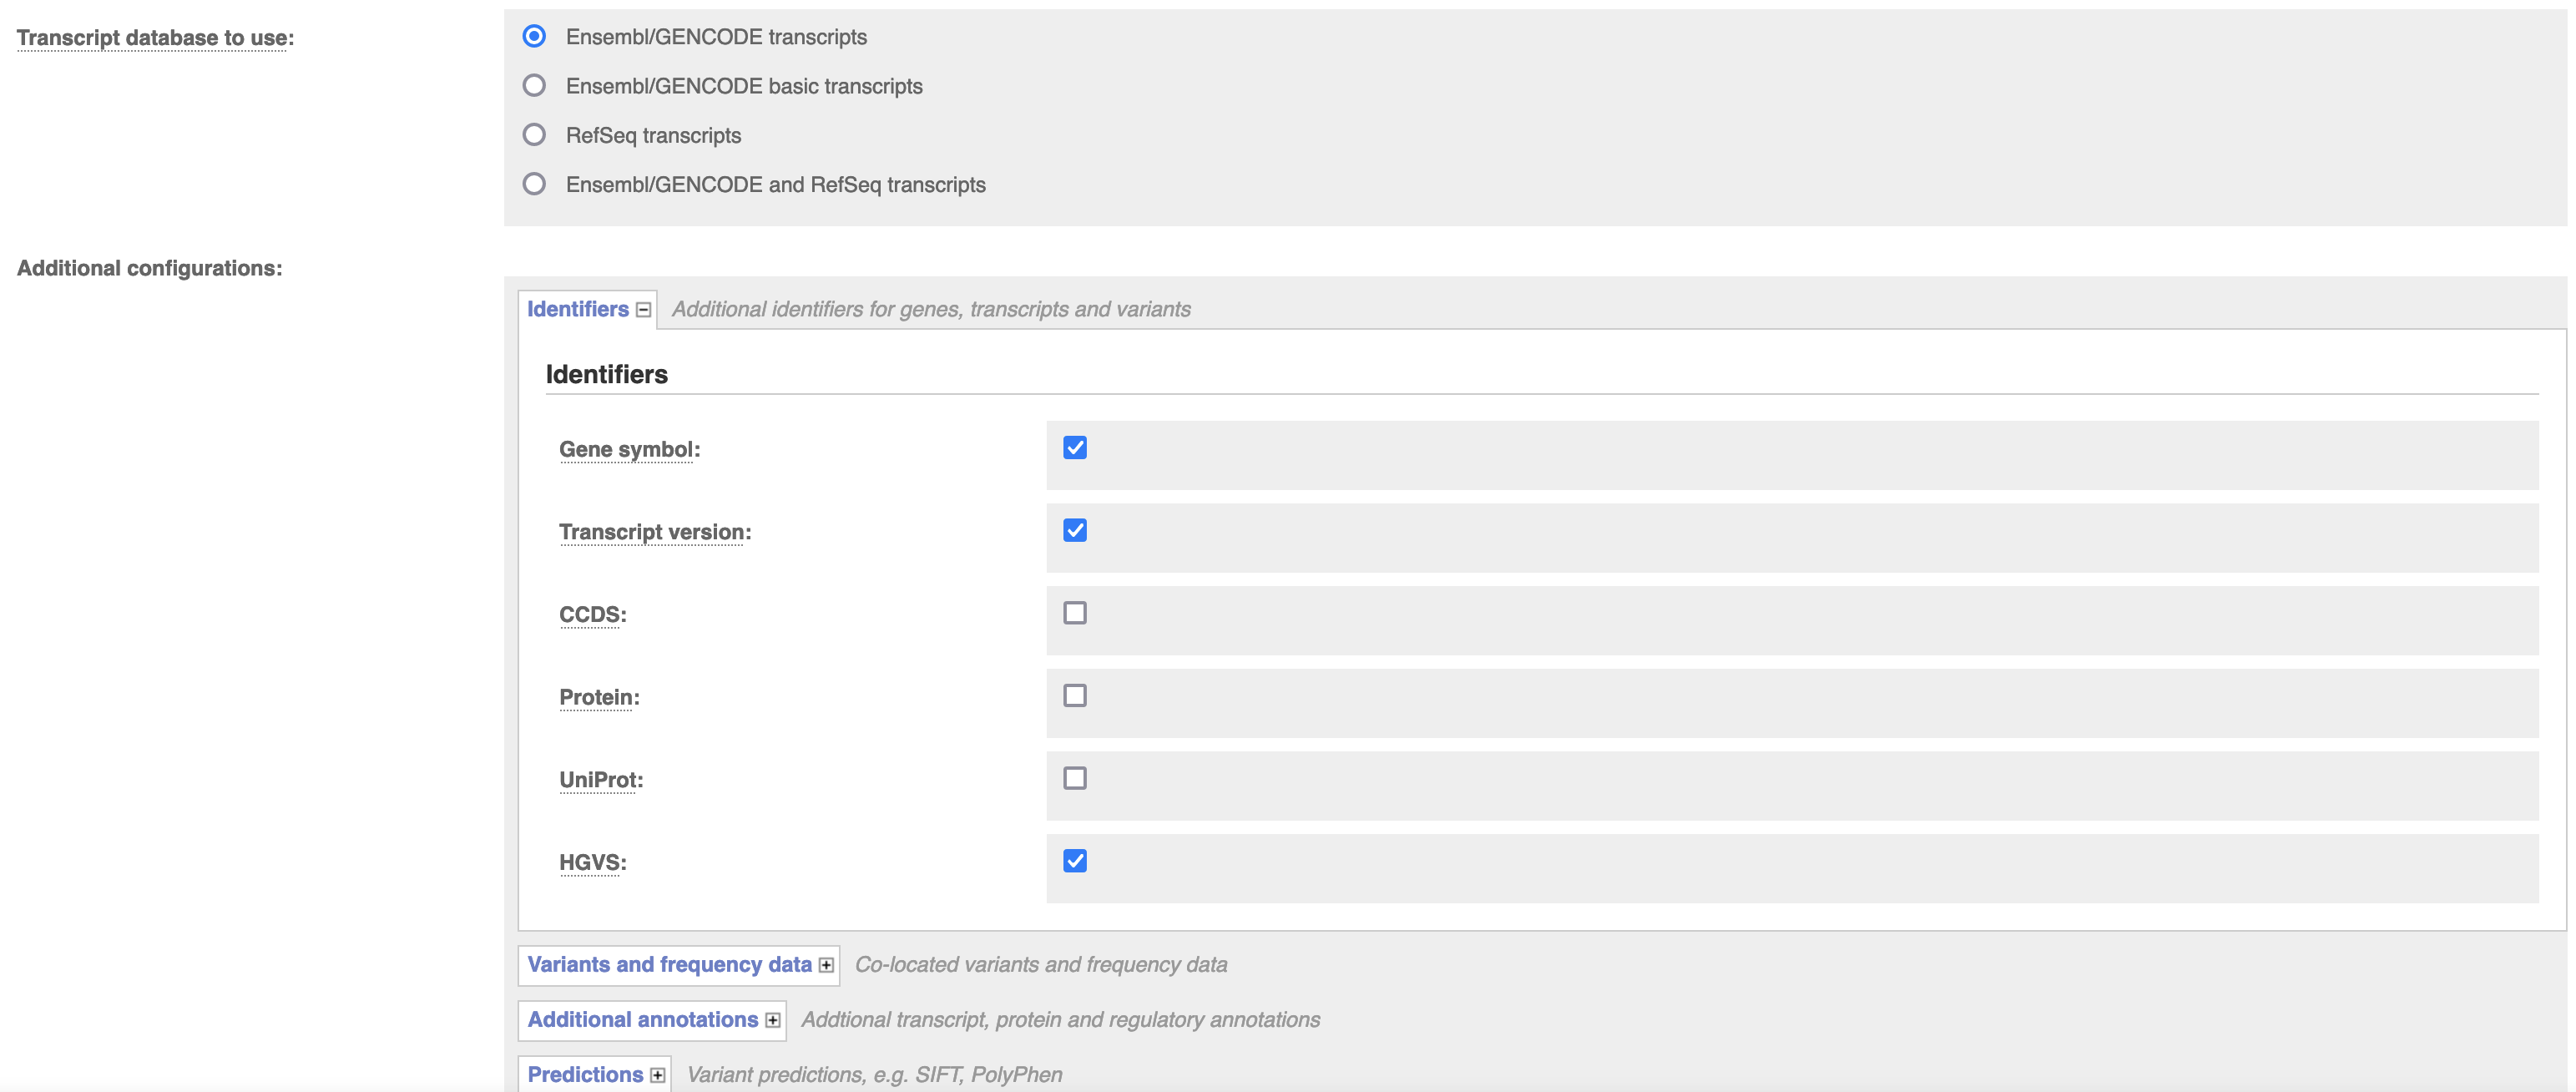 Transcript database to use:
Ensembl/GENCODE transcripts
Ensembl/GENCODE basic transcripts
RefSeq transcripts
Ensembl/GENCODE and RefSeq transcripts
Additional configurations:
Identifiers Additional identifiers for genes, transcripts and variants
Identifiers
Gene symbol:
Transcript version:
CCDS:
Protein:
UniProt:
HGVS:
Variants and frequency data Co-located variants and frequency data
Additional annotations Addtional transcript, protein and regulatory annotations
Predictions Variant predictions, e.g. SIFT, PolyPhen